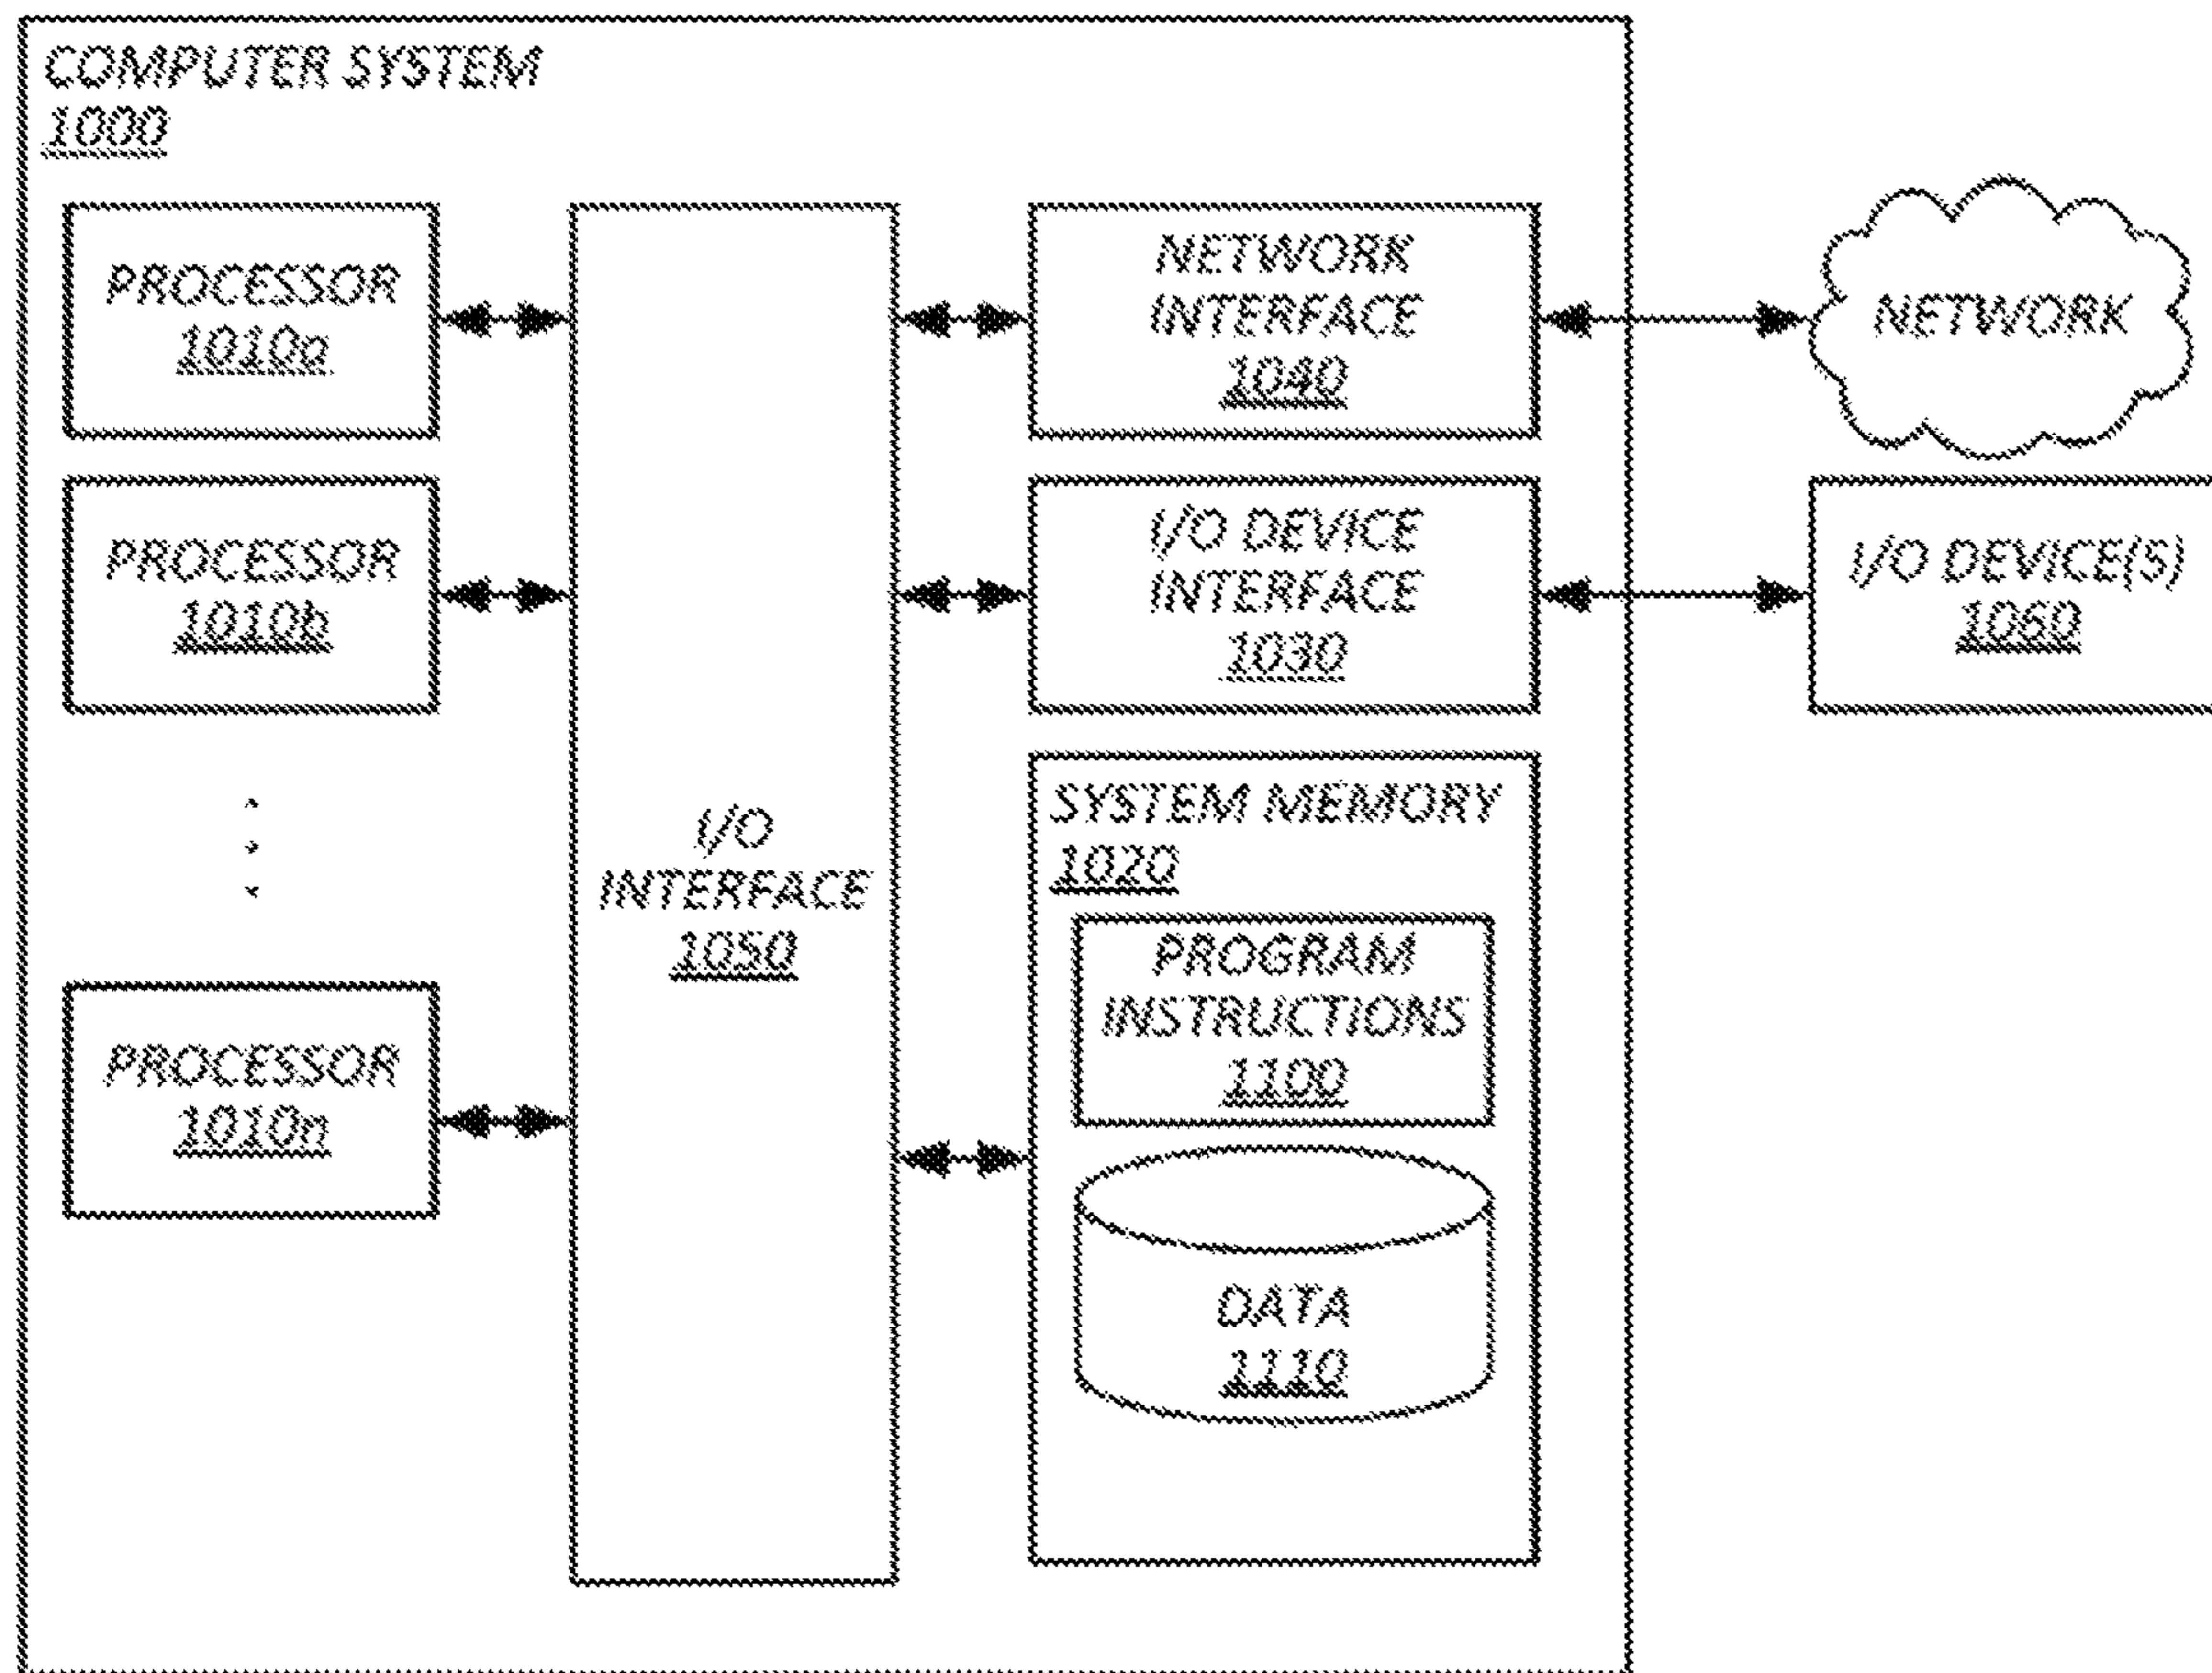 COMPUTER SYSTEM
1000
PROCESSOR
1010a
PROCESSOR
1010b
PROCESSOR
1010n
I/O
INTERFACE
1050
NETWORK
INTERFACE
1040
I/O DEVICE
INTERFACE
1030
SYSTEM MEMORY
1020
PROGRAM
INSTRUCTIONS
1100
DATA
1110
NETWORK
I/O DEVICE(S)
1060